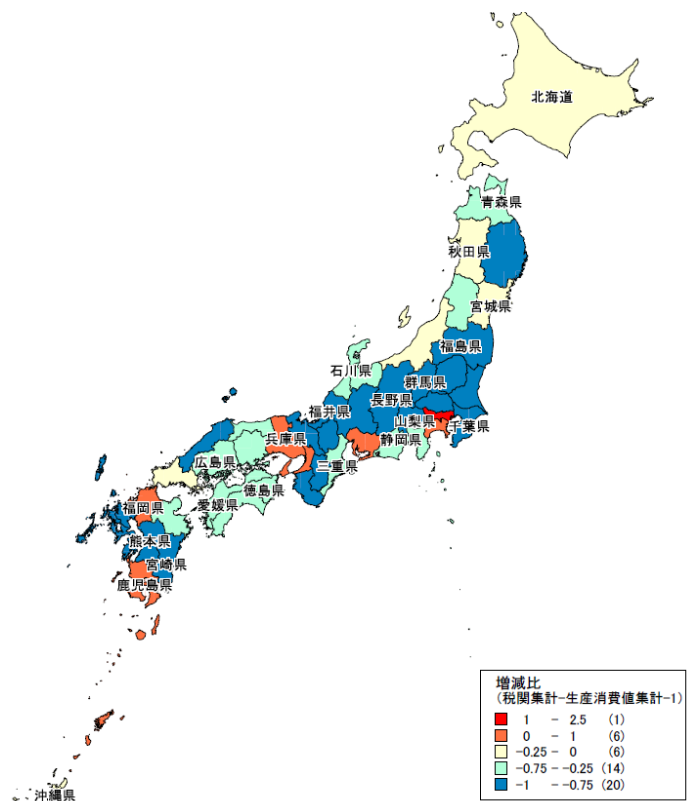 北海道
青森県
秋田県
宮城県
福島県
石川県
群馬県
福井県
長野県
山梨県
千葉県
兵庫県
静岡県
広島県
三重県
徳島県
福岡県
愛媛県
熊本県
宮崎県
鹿児島県
沖縄県
増減比
(税関集計-生産消費値集計-1)
1 - 2.5 (1)
0 - 1 (6)
-0.25 - 0 (6)
-0.75 - -0.25 (14)
-1 - -0.75 (20)